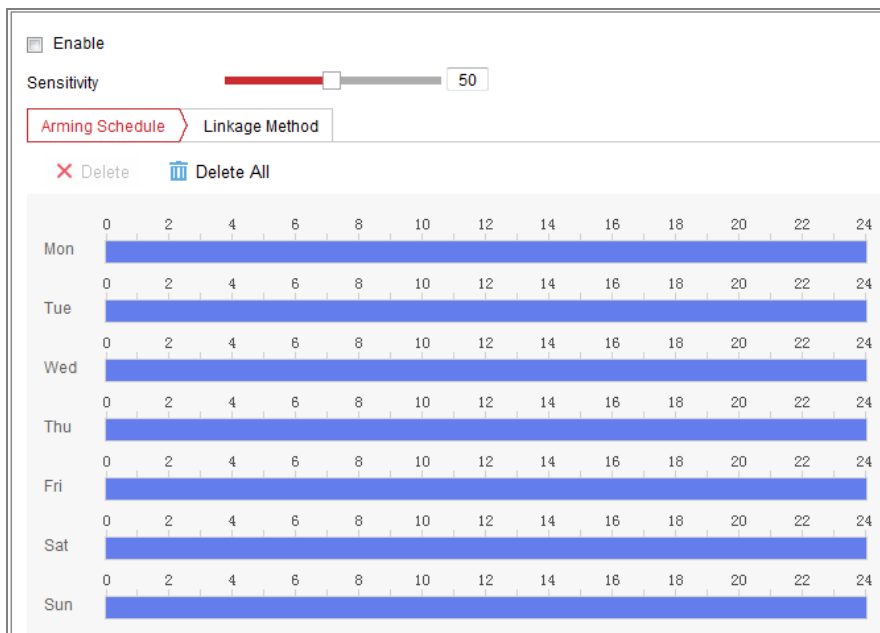 Enable
Sensitivity 50
Arming Schedule Linkage Method
Delete Delete All
0 2 4 6 8 10 12 14 16 18 20 22 24
Mon
0 2 4 6 8 10 12 14 16 18 20 22 24
Tue
0 2 4 6 8 10 12 14 16 18 20 22 24
Wed
0 2 4 6 8 10 12 14 16 18 20 22 24
Thu
0 2 4 6 8 10 12 14 16 18 20 22 24
Fri
0 2 4 6 8 10 12 14 16 18 20 22 24
Sat
0 2 4 6 8 10 12 14 16 18 20 22 24
Sun